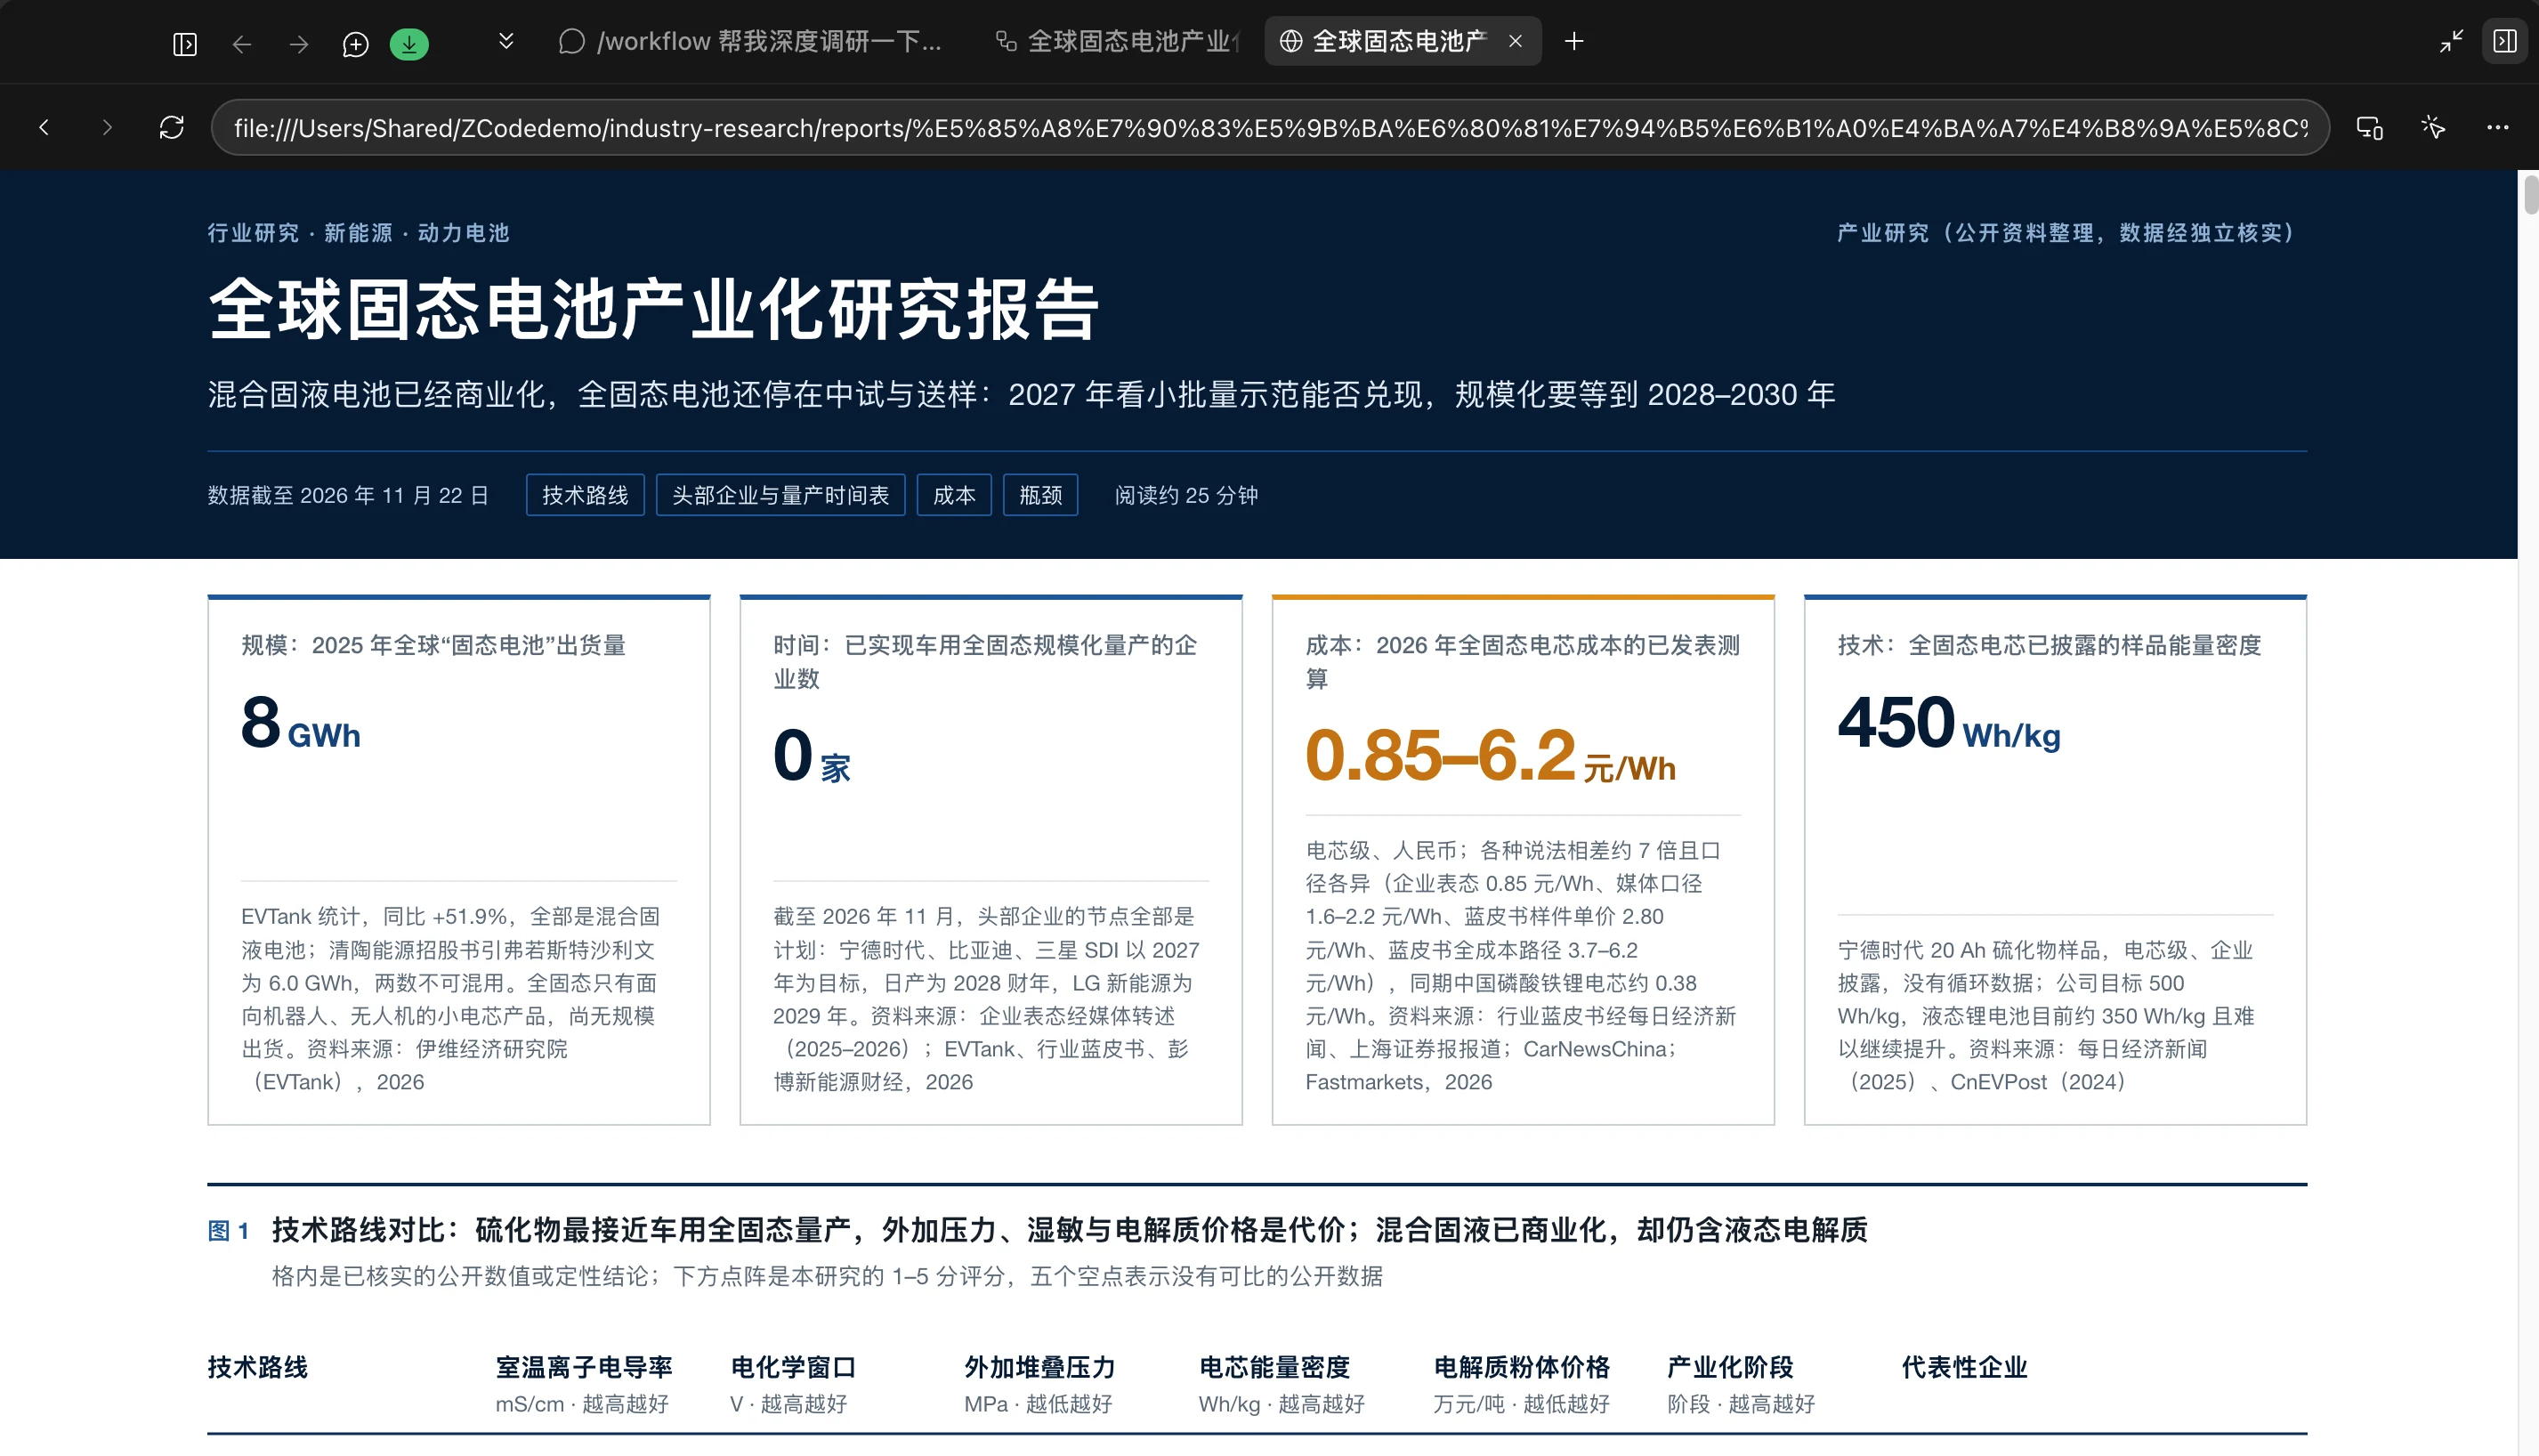 /workflow 帮我深度调研一下...
全球固态电池产业
全球固态电池产
file:///Users/Shared/ZCodedemo/industry-research/reports/%E5%85%A8%E7%90%83%E5%9B%BA%E6%80%81%E7%94%B5%E6%B1%A0%E4%BA%A7%E4%B8%9A%E5%8C%
行业研究 · 新能源 · 动力电池
产业研究（公开资料整理，数据经独立核实）
全球固态电池产业化研究报告
混合固液电池已经商业化，全固态电池还停在中试与送样：2027 年看小批量示范能否兑现，规模化要等到 2028–2030 年
数据截至 2026 年 11 月 22 日
技术路线
头部企业与量产时间表
成本
瓶颈
阅读约 25 分钟
规模：2025 年全球“固态电池”出货量
8 GWh
EVTank 统计，同比 +51.9%，全部是混合固
液电池；清陶能源招股书引弗若斯特沙利文
为 6.0 GWh，两数不可混用。全固态只有面
向机器人、无人机的小电芯产品，尚无规模
出货。资料来源：伊维经济研究院
（EVTank），2026
时间：已实现车用全固态规模化量产的企
业数
0 家
截至 2026 年 11 月，头部企业的节点全部是
计划：宁德时代、比亚迪、三星 SDI 以 2027
年为目标，日产为 2028 财年，LG 新能源为
2029 年。资料来源：企业表态经媒体转述
（2025–2026）；EVTank、行业蓝皮书、彭
博新能源财经，2026
成本：2026 年全固态电芯成本的已发表测
算
0.85–6.2 元/Wh
电芯级、人民币；各种说法相差约 7 倍且口
径各异（企业表态 0.85 元/Wh、媒体口径
1.6–2.2 元/Wh、蓝皮书样件单价 2.80
元/Wh、蓝皮书全成本路径 3.7–6.2
元/Wh），同期中国磷酸铁锂电芯约 0.38
元/Wh。资料来源：行业蓝皮书经每日经济新
闻、上海证券报报道；CarNewsChina；
Fastmarkets，2026
技术：全固态电芯已披露的样品能量密度
450 Wh/kg
宁德时代 20 Ah 硫化物样品，电芯级、企业
披露，没有循环数据；公司目标 500
Wh/kg，液态锂电池目前约 350 Wh/kg 且难
以继续提升。资料来源：每日经济新闻
（2025）、CnEVPost（2024）
图 1 技术路线对比：硫化物最接近车用全固态量产，外加压力、湿敏与电解质价格是代价；混合固液已商业化，却仍含液态电解质
格内是已核实的公开数值或定性结论；下方点阵是本研究的 1–5 分评分，五个空点表示没有可比的公开数据
技术路线
室温离子电导率
mS/cm · 越高越好
电化学窗口
V · 越高越好
外加堆叠压力
MPa · 越低越好
电芯能量密度
Wh/kg · 越高越好
电解质粉体价格
万元/吨 · 越低越好
产业化阶段
阶段 · 越高越好
代表性企业